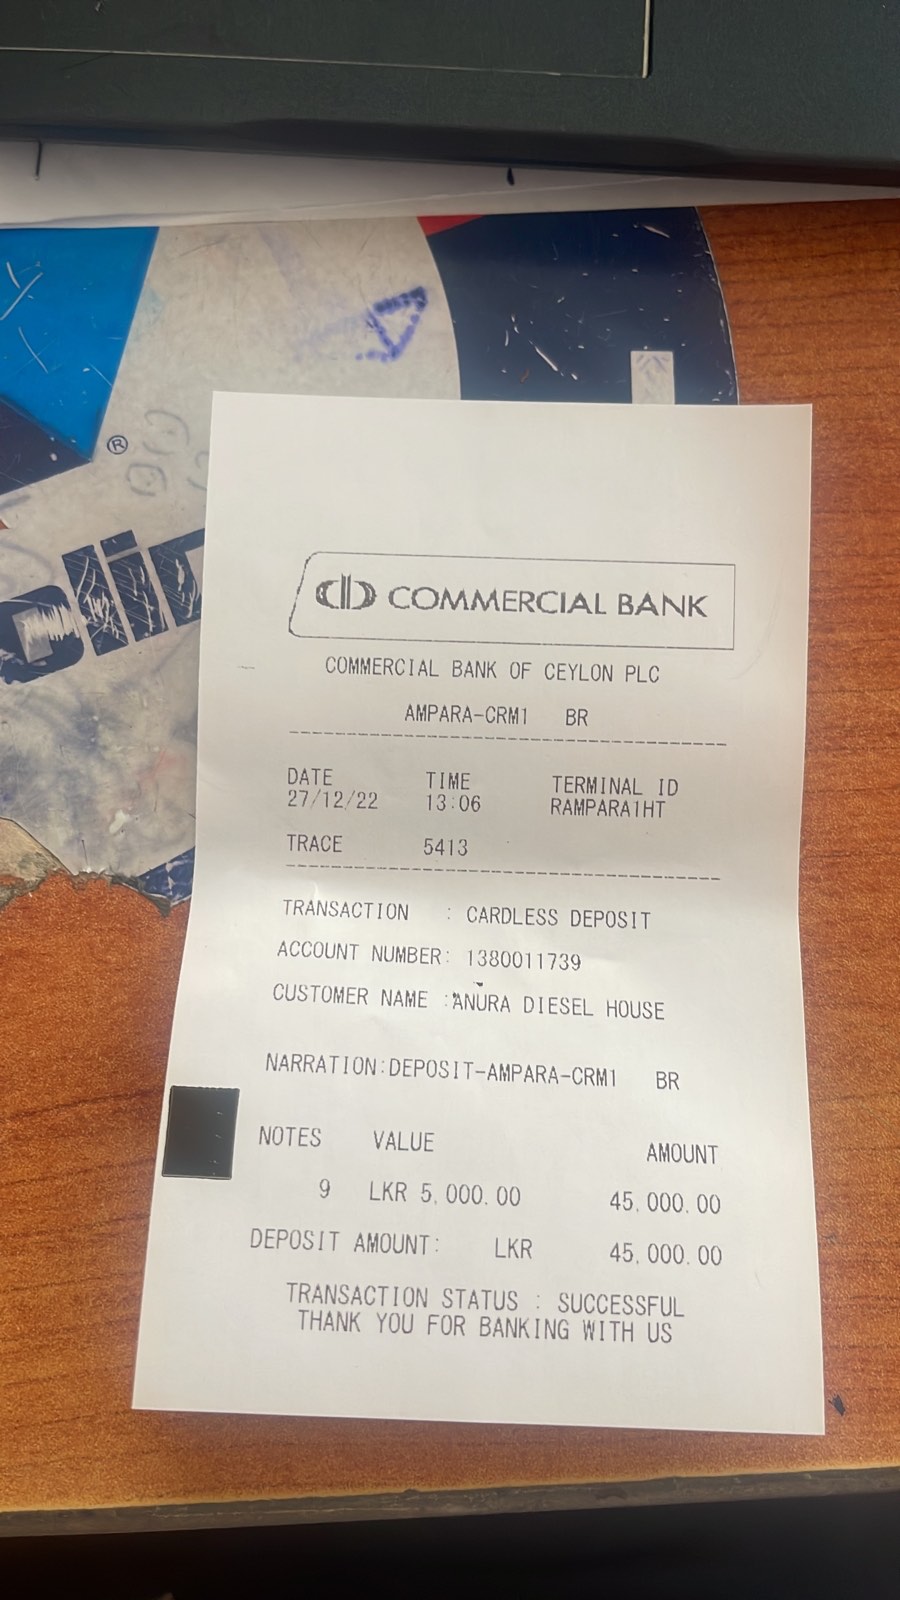 ®
COMMERCIAL BANK
COMMERCIAL BANK OF CEYLON PLC
AMPARA-CRM1 BR
DATE TIME TERMINAL ID
27/12/22 13:06 RAMPARA1HT
TRACE 5413
TRANSACTION : CARDLESS DEPOSIT
ACCOUNT NUMBER: 1380011739
CUSTOMER NAME :ANURA DIESEL HOUSE
NARRATION:DEPOSIT-AMPARA-CRM1 BR
NOTES VALUE AMOUNT
9 LKR 5,000.00 45,000.00
DEPOSIT AMOUNT: LKR 45,000.00
TRANSACTION STATUS : SUCCESSFUL
THANK YOU FOR BANKING WITH US